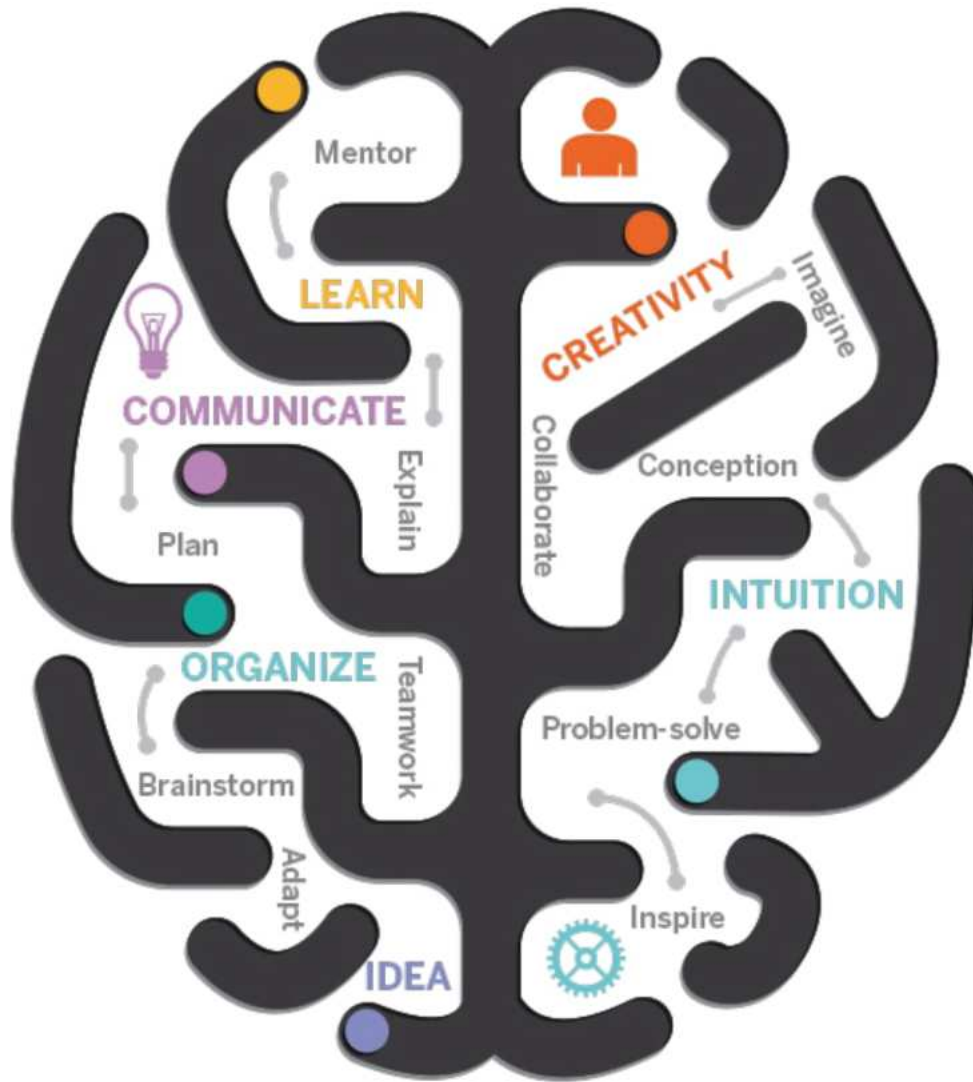 Mentor
LEARN
CREATIVITY
Imagine
COMMUNICATE
Explain
Collaborate
Conception
Plan
INTUITION
ORGANIZE
Teamwork
Problem-solve
Brainstorm
Adapt
Inspire
IDEA